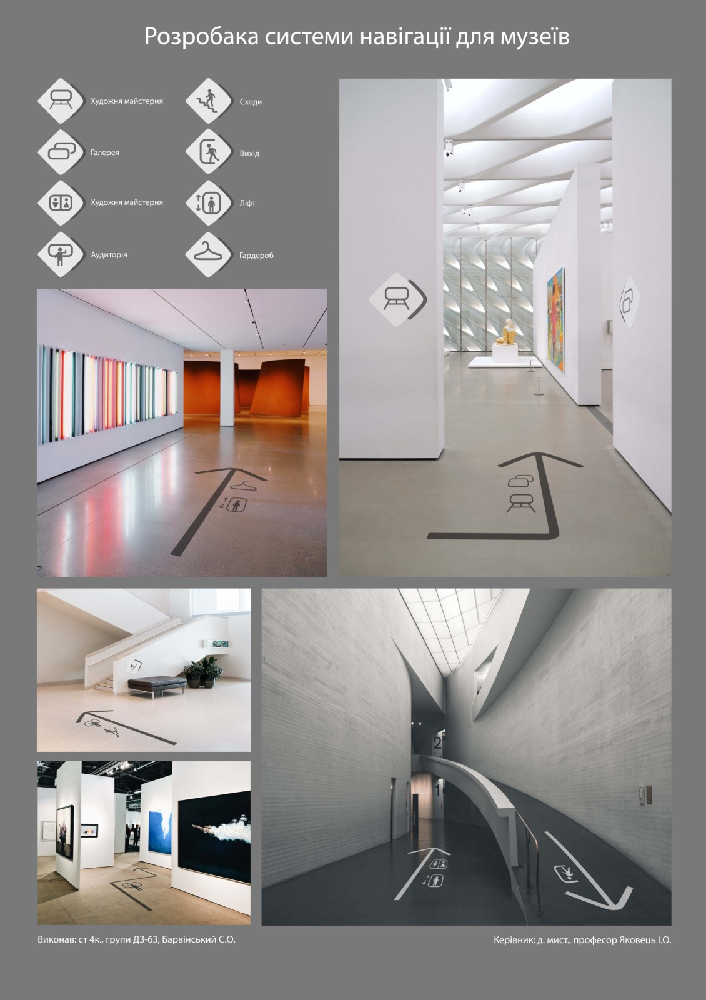 Розробака системи навігації для музеїв
Художня майстерня
Сходи
Галерея
Вихід
Художня майстерня
Ліфт
Аудиторія
Гардероб
2
1
Виконав: ст 4к., групи ДЗ-63, Барвінський С.О.
Керівник: д. мист., професор Яковець І.О.